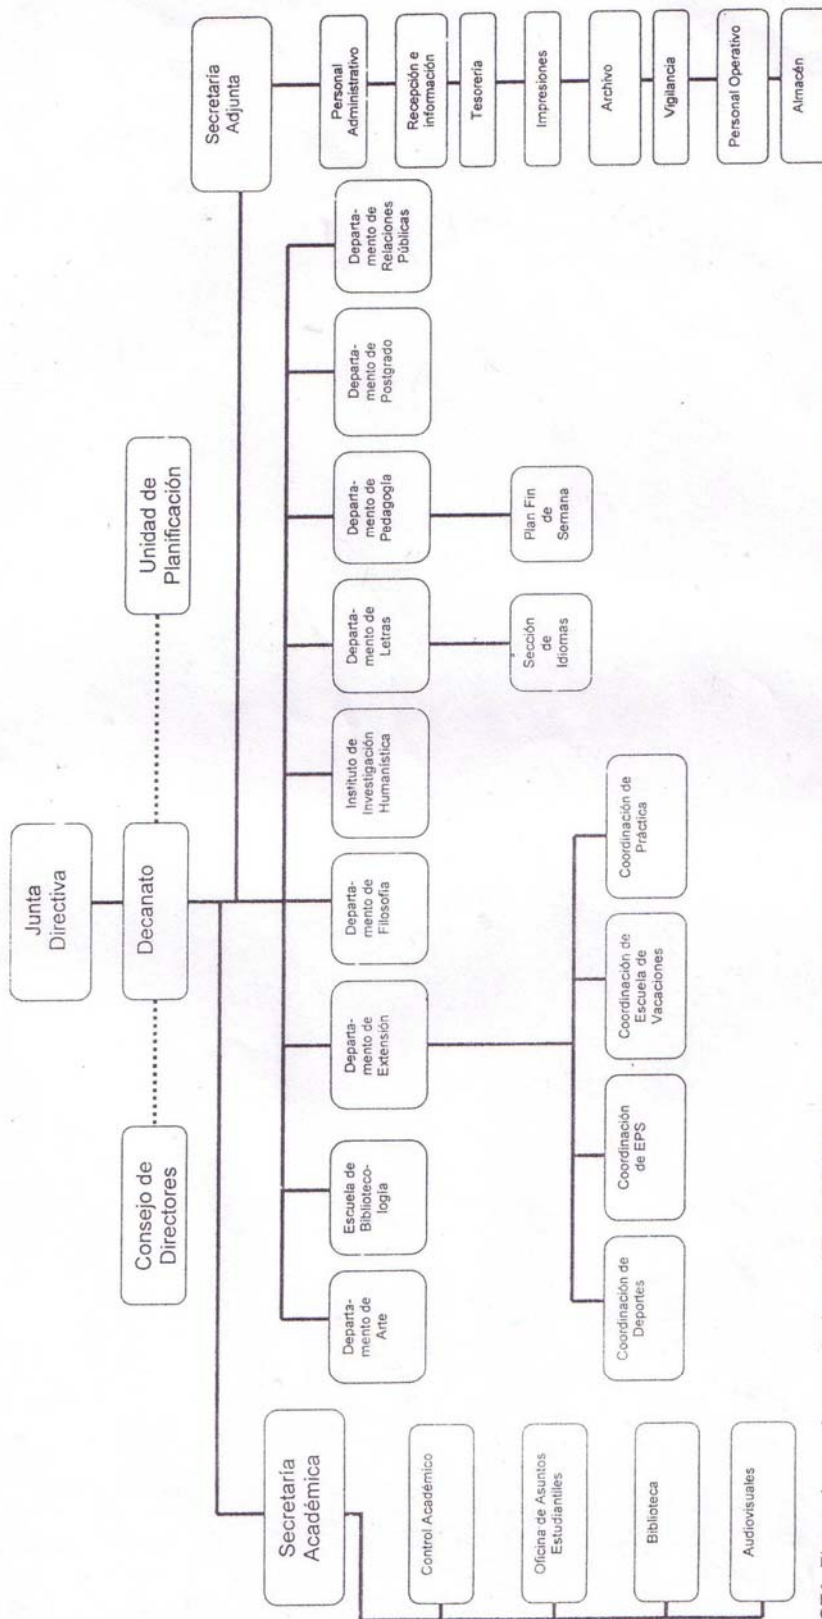 Junta
Directiva
Consejo de
Directores
Decanato
Unidad de
Planificación
Secretaría
Académica
Control Académico
Oficina de Asuntos
Estudiantiles
Biblioteca
Audiovisuales
Departa-
mento de
Arte
Escuela de
Biblioteco-
logía
Departa-
mento de
Extensión
Departa-
mento de
Filosofía
Instituto de
Investigación
Humanística
Departa-
mento de
Letras
Departa-
mento de
Pedagogía
Departa-
mento de
Postgrado
Departa-
mento de
Relaciones
Públicas
Sección
de
Idiomas
Plan Fin
de
Semana
Coordinación de
Deportes
Coordinación
de EPS
Coordinación de
Escuela de
Vacaciones
Coordinación de
Práctica
Secretaría
Adjunta
Personal
Administrativo
Recepción e
información
Tesorería
Impresiones
Archivo
Vigilancia
Personal Operativo
Almacén